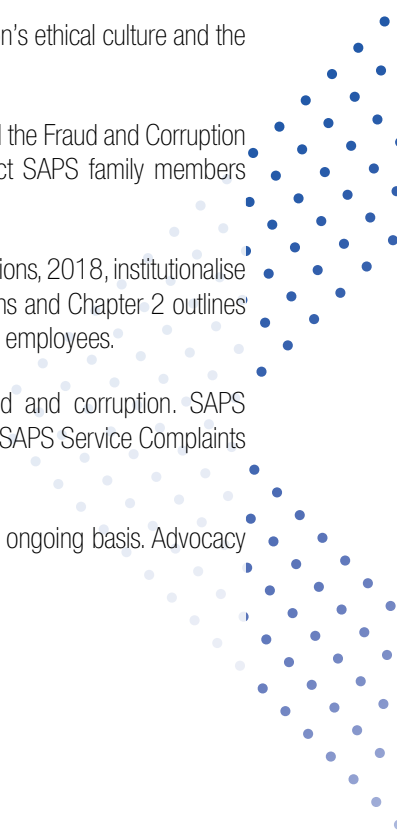 n's ethical culture and the
the Fraud and Corruption
ct SAPS family members
ions, 2018, institutionalise
ns and Chapter 2 outlines
employees.
d and corruption. SAPS
SAPS Service Complaints
ongoing basis. Advocacy